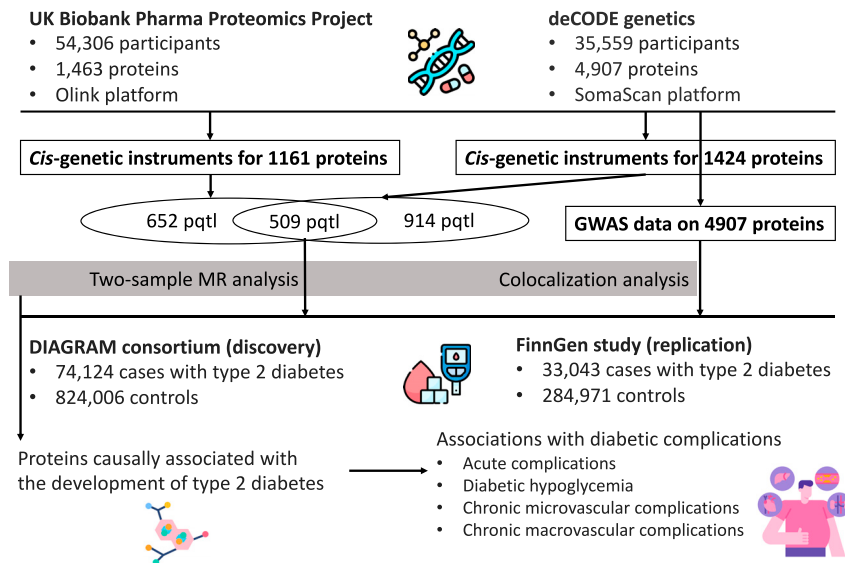 UK Biobank Pharma Proteomics Project
• 54,306 participants
• 1,463 proteins
• Olink platform
deCODE genetics
• 35,559 participants
• 4,907 proteins
• SomaScan platform
Cis-genetic instruments for 1161 proteins
Cis-genetic instruments for 1424 proteins
652 pqtl
509 pqtl
914 pqtl
GWAS data on 4907 proteins
Two-sample MR analysis
Colocalization analysis
DIAGRAM consortium (discovery)
• 74,124 cases with type 2 diabetes
• 824,006 controls
FinnGen study (replication)
• 33,043 cases with type 2 diabetes
• 284,971 controls
Proteins causally associated with
the development of type 2 diabetes
Associations with diabetic complications
• Acute complications
• Diabetic hypoglycemia
• Chronic microvascular complications
• Chronic macrovascular complications